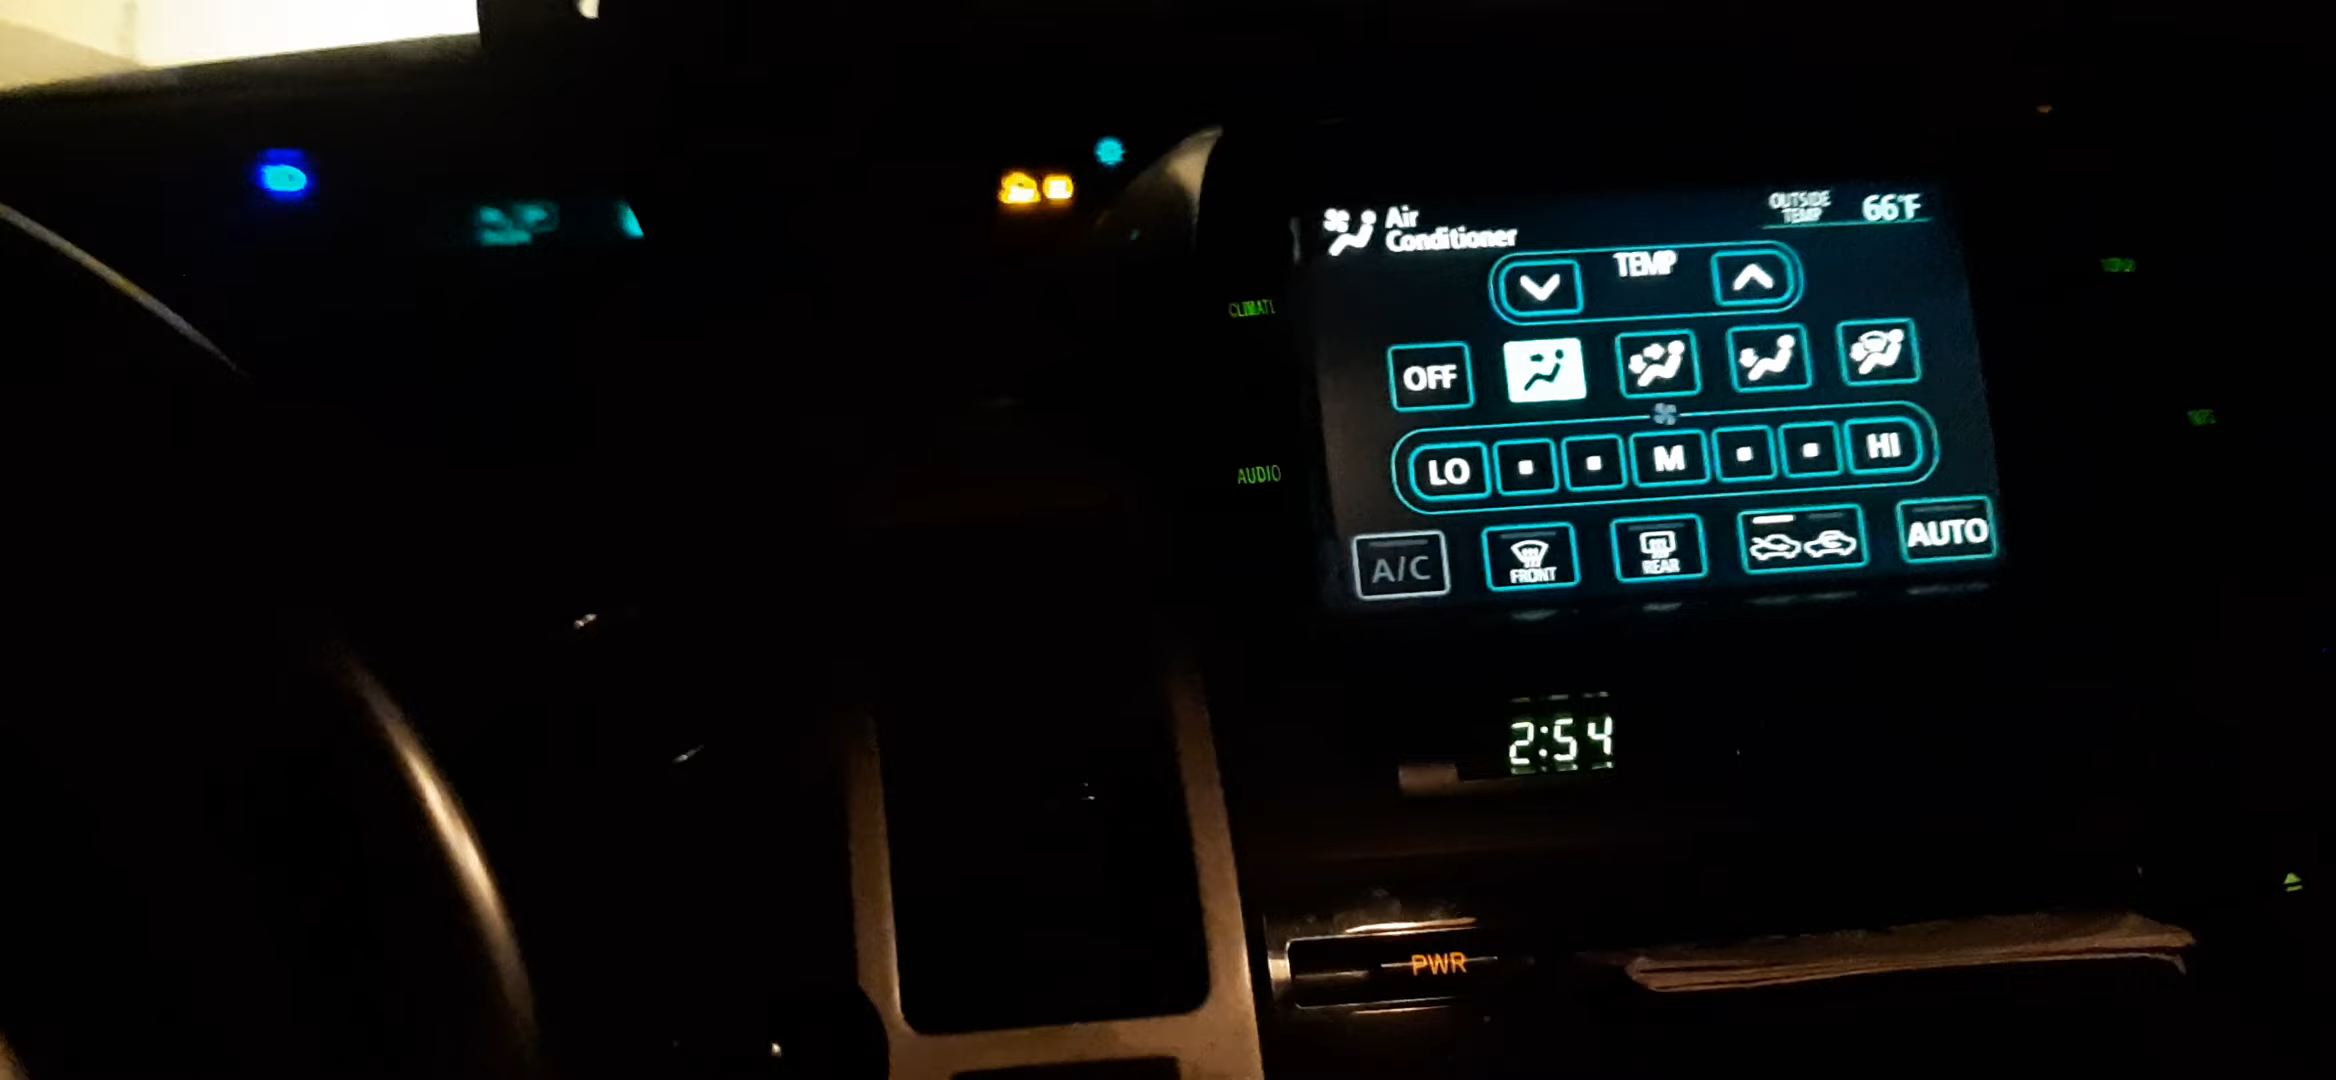 Air
Conditioner
OUTSIDE
TEMP
66°F
TEMP
CLIMATE
OFF
LO
M
HI
AUDIO
A/C
FRONT
REAR
AUTO
2:54
PWR